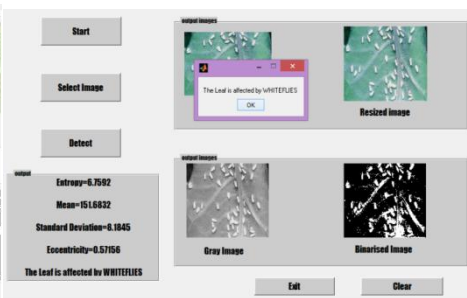 Start
Select Image
Detect
output
Entropy=6.7592
Mean=151.6832
Standard Deviation=6.1845
Eccentricity=0.57156
The Leaf is affected by WHITEFLIES
output images
The Leaf is affected by WHITEFLIES
OK
Resized image
output images
Gray Image
Binarised Image
Exit
Clear